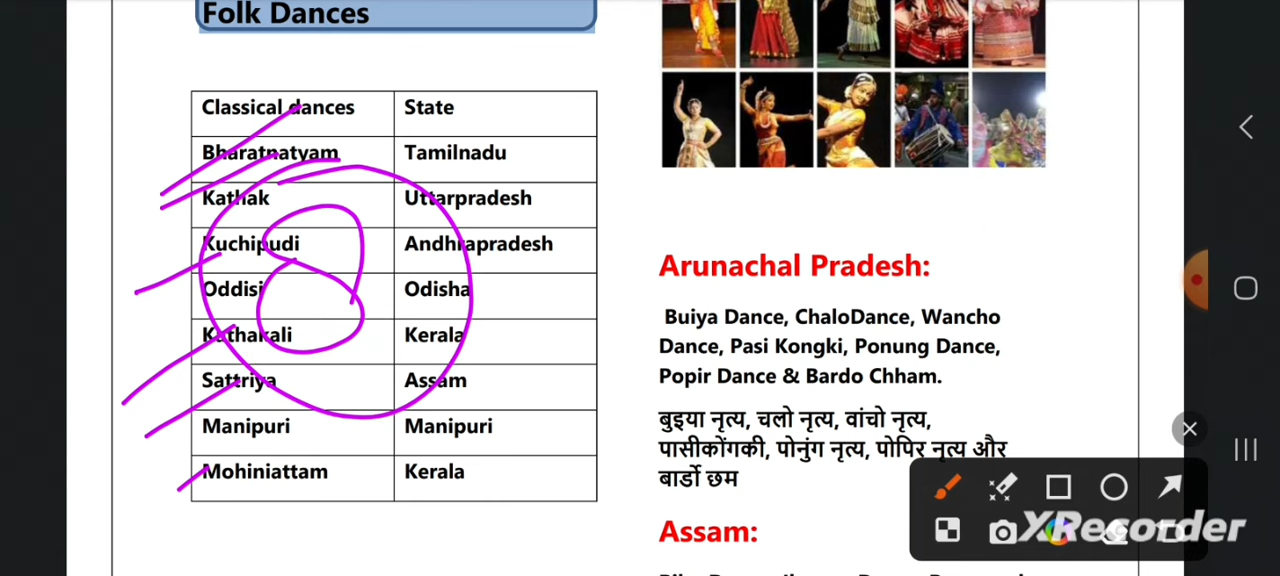 Folk Dances
Classical dances State
Bharatnatyam Tamilnadu
Kathak Uttarpradesh
Kuchipudi Andhrapradesh
Oddisi Odisha
Kathakali Kerala
Sattriya Assam
Manipuri Manipuri
Mohiniattam Kerala
8
Arunachal Pradesh:
Buiya Dance, ChaloDance, Wancho
Dance, Pasi Kongki, Ponung Dance,
Popir Dance & Bardo Chham.
बुइया नृत्य, चलो नृत्य, वांचो नृत्य,
पासीकोंगकी, पोनुंग नृत्य, पोपिर नृत्य और
बार्डो छम
Assam:
XRecorder